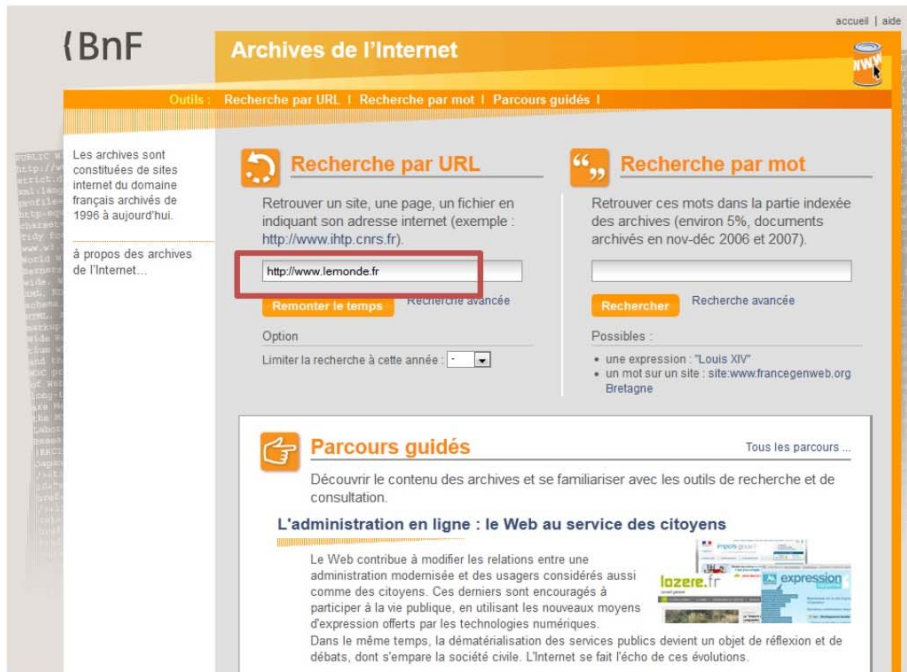 accueil | aide
{BnF
Archives de l'Internet
WWW
Outils : Recherche par URL | Recherche par mot | Parcours guidés |
Les archives sont
constituées de sites
internet du domaine
français archivés de
1996 à aujourd'hui.
à propos des archives
de l'Internet...
Recherche par URL
Retrouver un site, une page, un fichier en
indiquant son adresse internet (exemple :
http://www.ihtp.cnrs.fr).
http://www.lemonde.fr
Remonter le temps Recherche avancée
Option
Limiter la recherche à cette année : -
Recherche par mot
Retrouver ces mots dans la partie indexée
des archives (environ 5%, documents
archivés en nov-déc 2006 et 2007).
Rechercher Recherche avancée
Possibles :
• une expression : "Louis XIV"
• un mot sur un site : site:www.francegenweb.org
Bretagne
Parcours guidés
Tous les parcours ...
Découvrir le contenu des archives et se familiariser avec les outils de recherche et de
consultation.
L'administration en ligne : le Web au service des citoyens
Le Web contribue à modifier les relations entre une
administration modernisée et des usagers considérés aussi
comme des citoyens. Ces derniers sont encouragés à
participer à la vie publique, en utilisant les nouveaux moyens
d'expression offerts par les technologies numériques.
Dans le même temps, la dématérialisation des services publics devient un objet de réflexion et de
débats, dont s'empare la société civile. L'Internet se fait l'écho de ces évolutions.
lozere.fr
expression